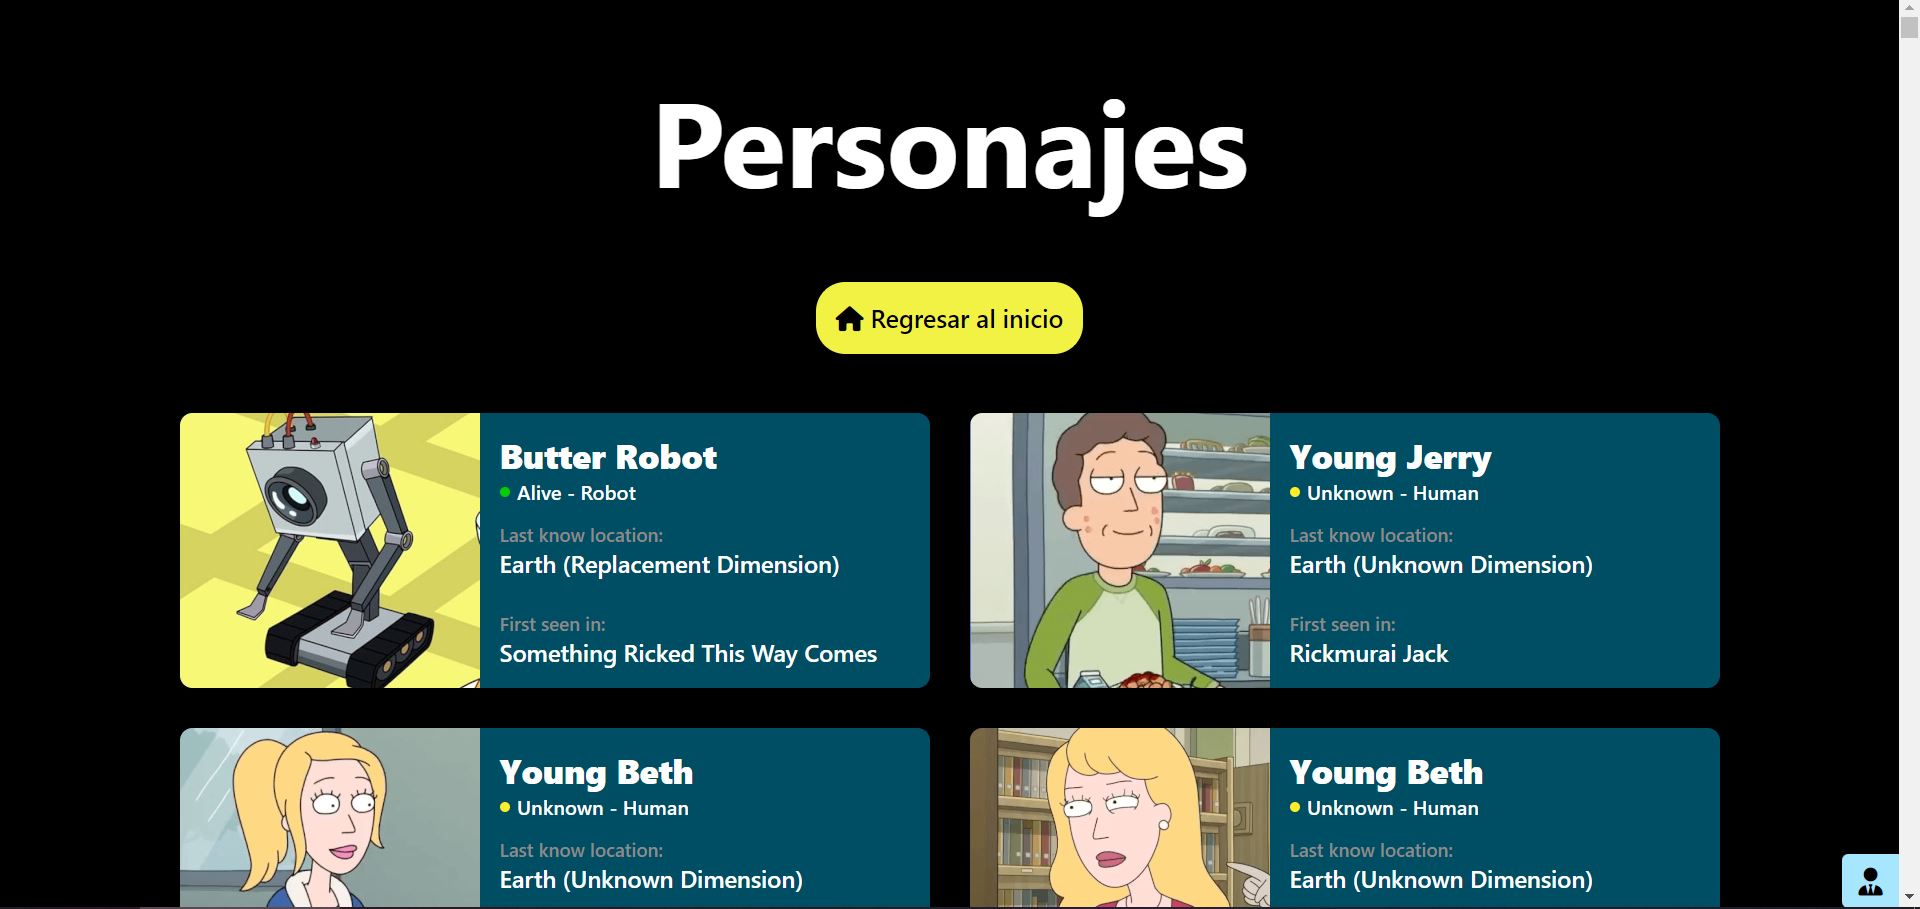 Personajes
Regresar al inicio
Butter Robot
Alive - Robot
Last know location:
Earth (Replacement Dimension)
First seen in:
Something Ricked This Way Comes
Young Jerry
Unknown - Human
Last know location:
Earth (Unknown Dimension)
First seen in:
Rickmurai Jack
Young Beth
Unknown - Human
Last know location:
Earth (Unknown Dimension)
Young Beth
Unknown - Human
Last know location:
Earth (Unknown Dimension)